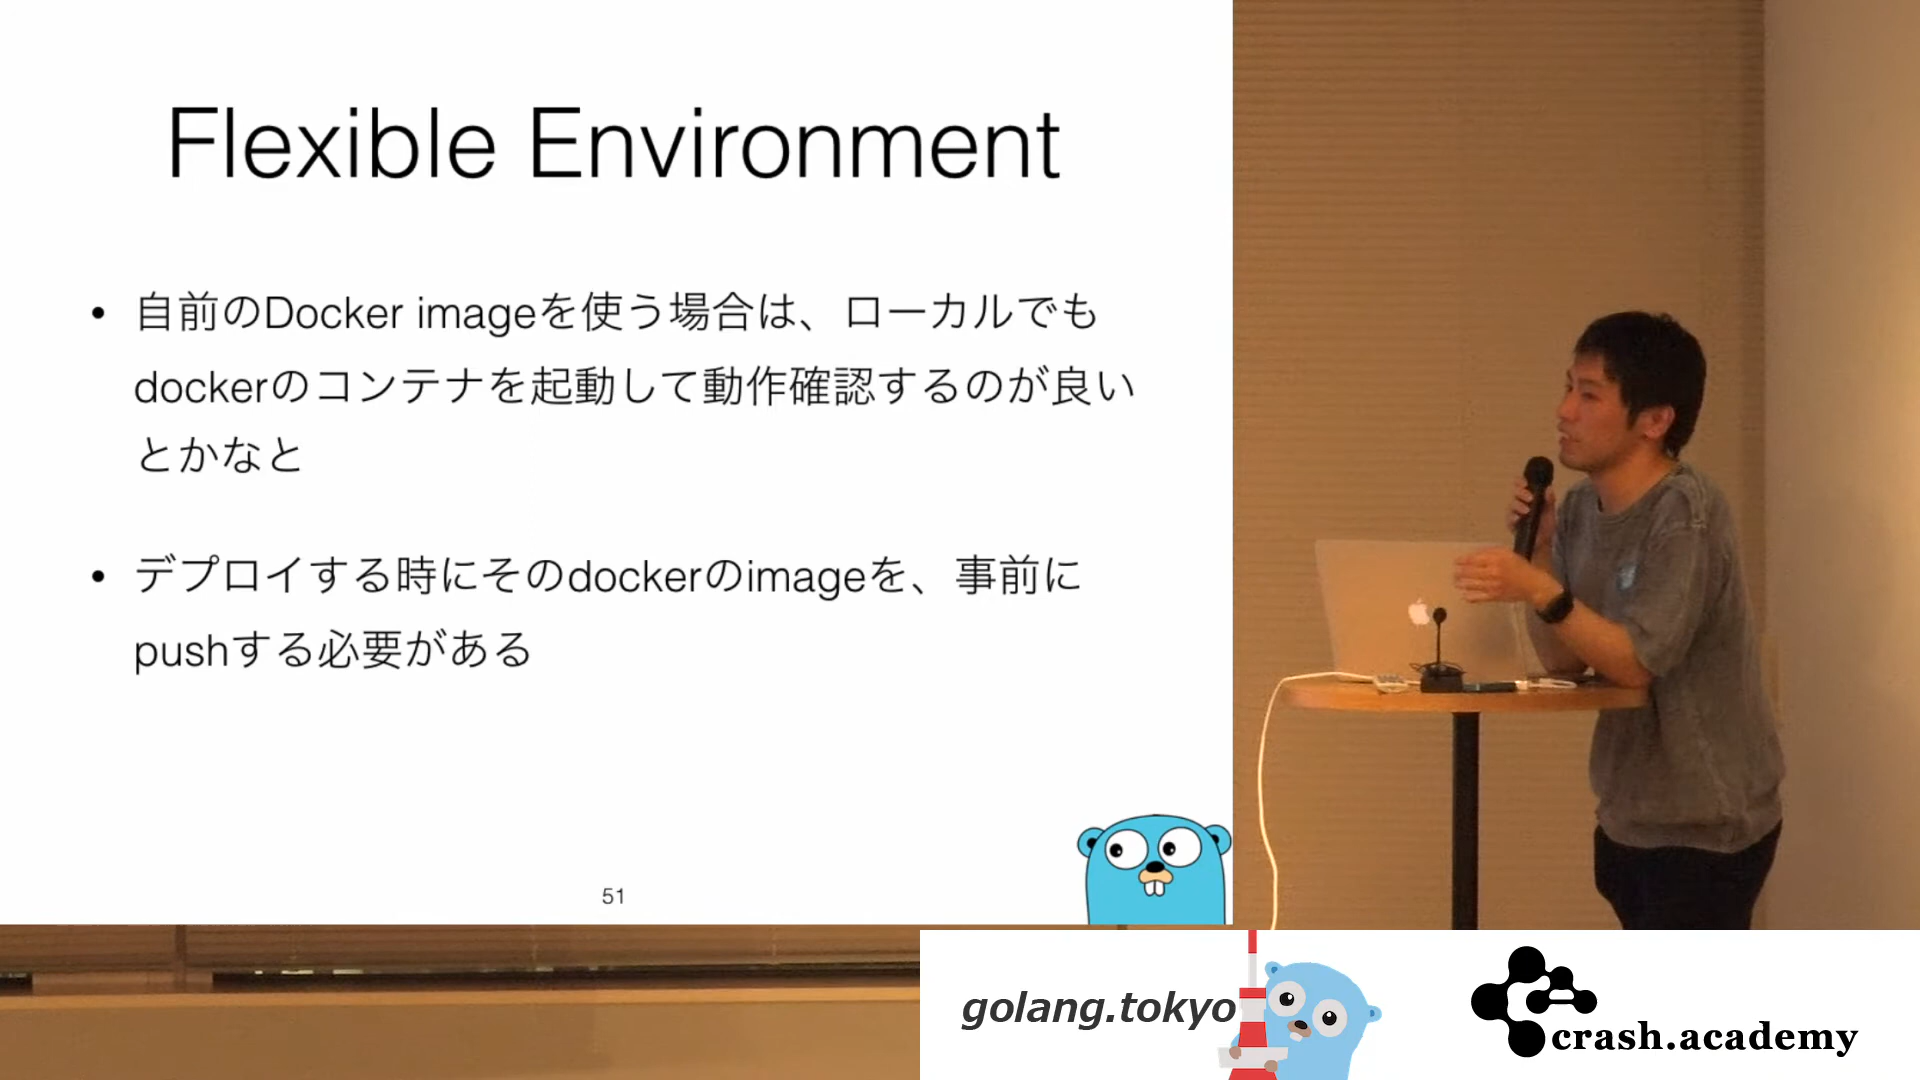 Flexible Environment
• 自前のDocker imageを使う場合は、ローカルでも
dockerのコンテナを起動して動作確認するのが良い
とかなと
• デプロイする時にそのdockerのimageを、事前に
pushする必要がある
51
golang.tokyo
crash.academy